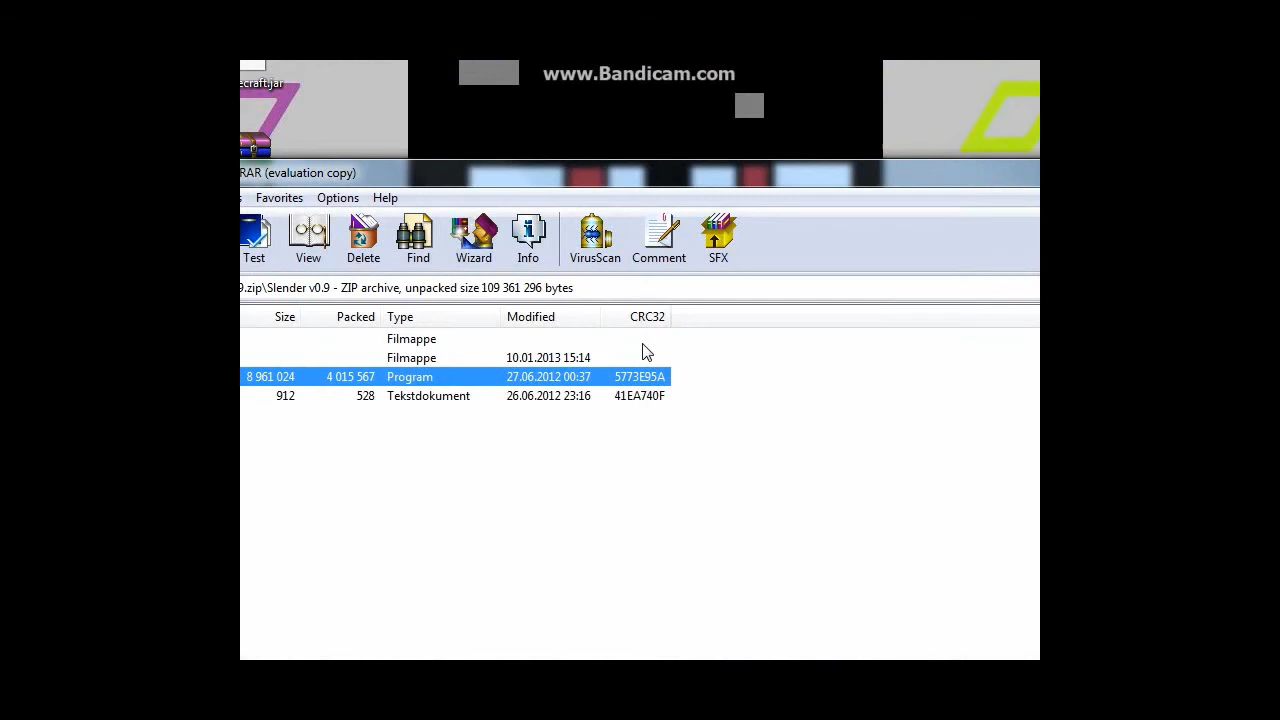 www.Bandicam.com
ecraft.jar
RAR (evaluation copy)
Favorites Options Help
Test View Delete Find Wizard Info VirusScan Comment SFX
9.zip\Slender v0.9 - ZIP archive, unpacked size 109 361 296 bytes
Size Packed Type Modified CRC32
Filmappe
Filmappe 10.01.2013 15:14
8 961 024 4 015 567 Program 27.06.2012 00:37 5773E95A
912 528 Tekstdokument 26.06.2012 23:16 41EA740F